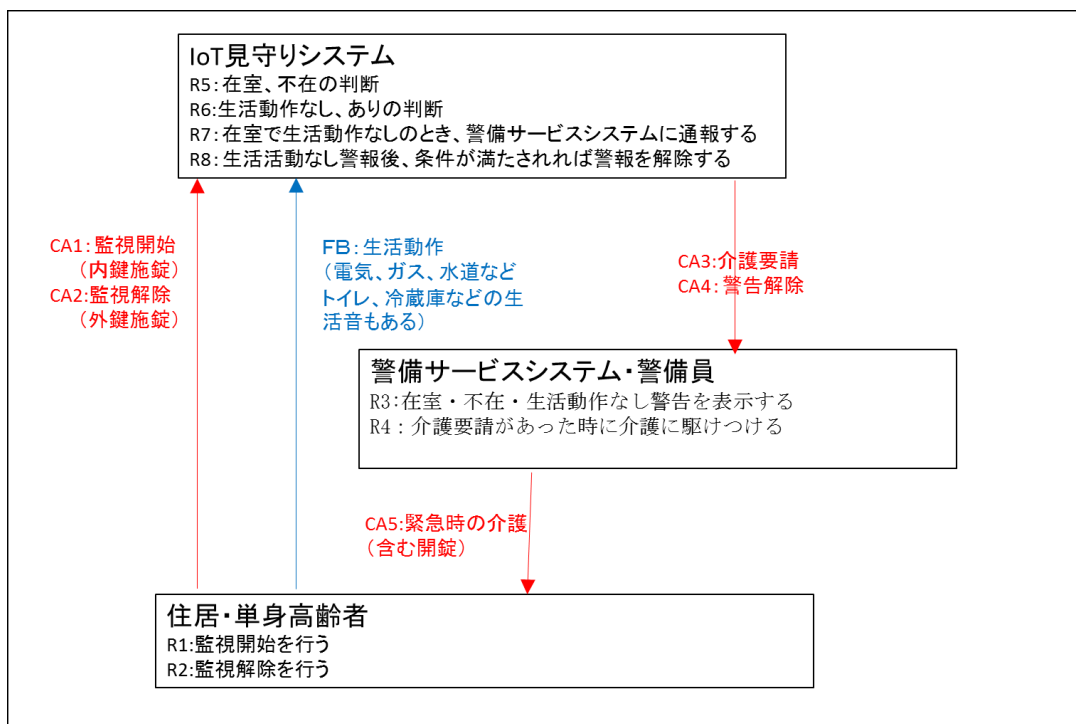 IoT見守りシステム
R5:在室、不在の判断
R6:生活動作なし、ありの判断
R7:在室で生活動作なしのとき、警備サービスシステムに通報する
R8:生活活動なし警報後、条件が満たされれば警報を解除する
CA1:監視開始
(内鍵施錠)
CA2:監視解除
(外鍵施錠)
FB:生活動作
(電気、ガス、水道など
トイレ、冷蔵庫などの生
活音もある)
CA3:介護要請
CA4:警告解除
警備サービスシステム・警備員
R3:在室・不在・生活動作なし警告を表示する
R4：介護要請があった時に介護に駆けつける
CA5:緊急時の介護
(含む開錠)
住居・単身高齢者
R1:監視開始を行う
R2:監視解除を行う